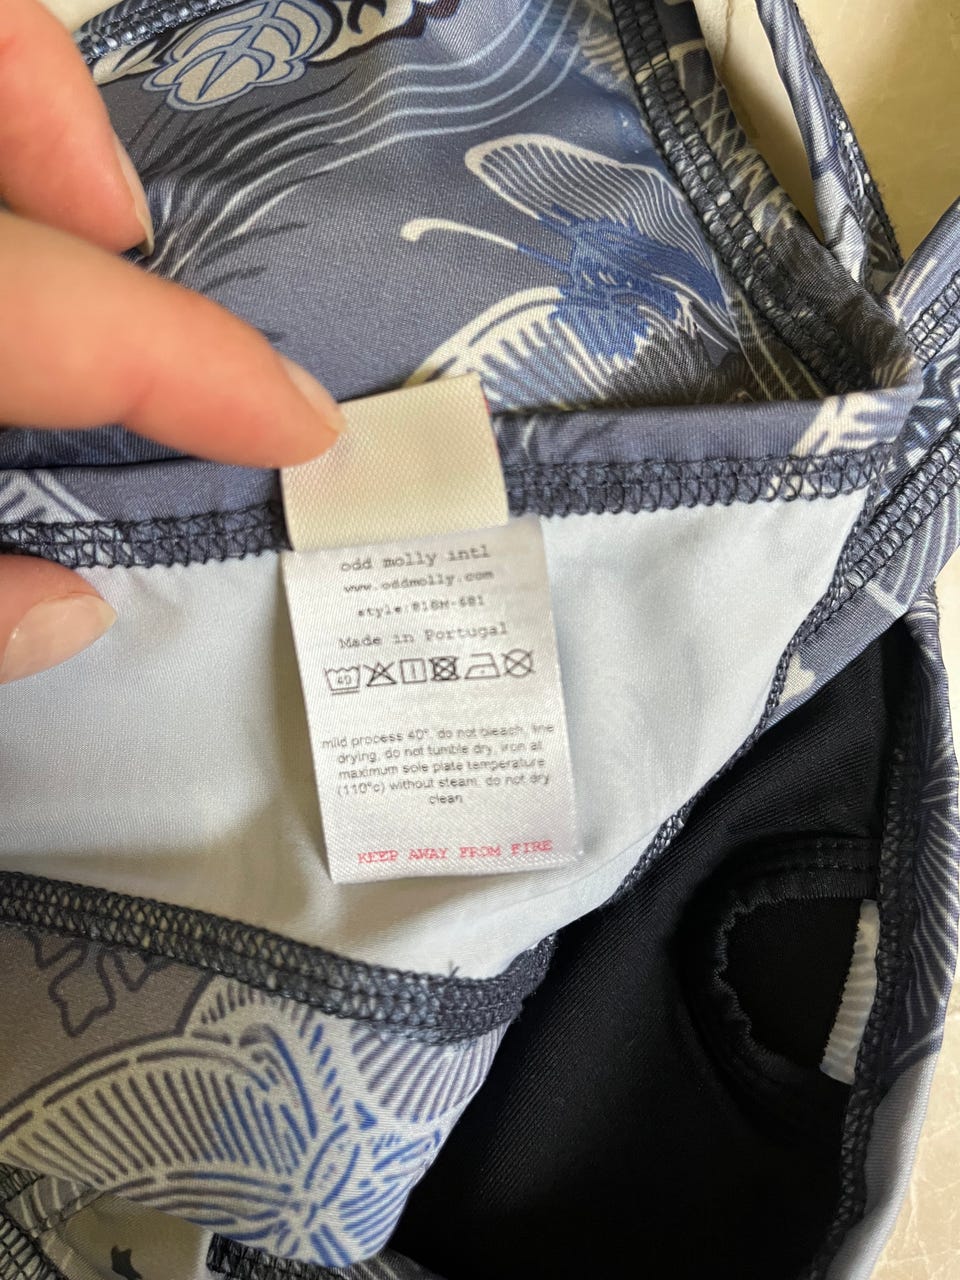 odd molly intl
www.oddmolly.com
style:818M-681
Made in Portugal
40
mild process 40°, do not bleach, line
drying, do not tumble dry, iron at
maximum sole plate temperature
(110°c) without steam, do not dry
clean
KEEP AWAY FROM FIRE